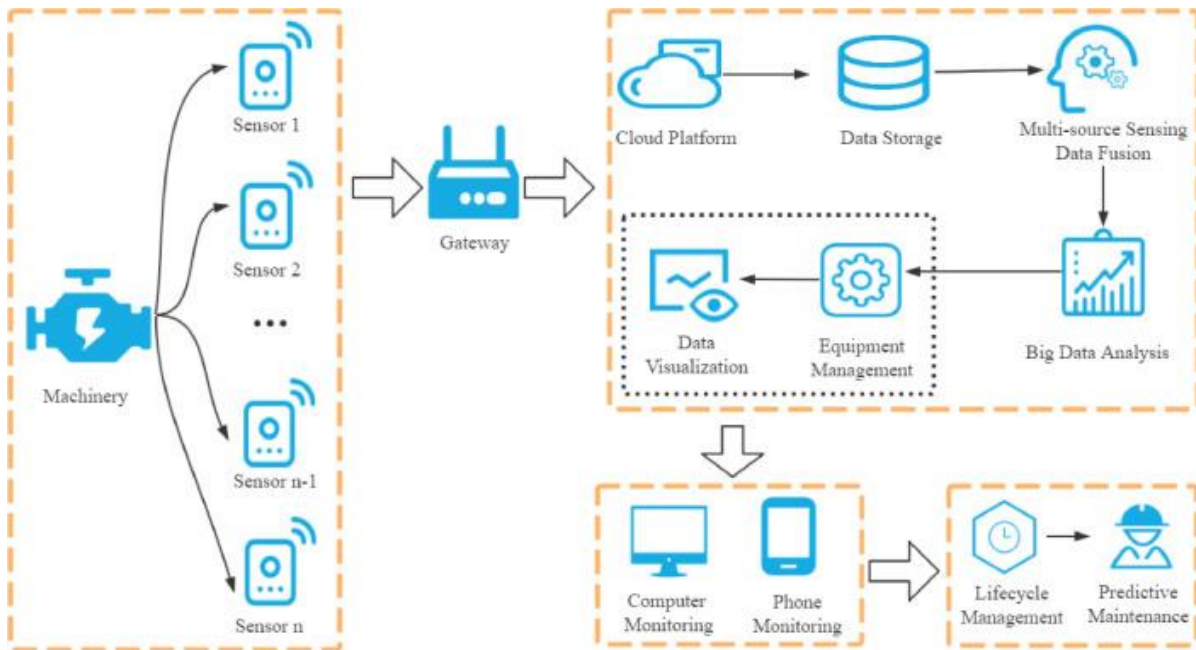 Sensor 1
Sensor 2
...
Sensor n-1
Sensor n
Machinery
Gateway
Cloud Platform
Data Storage
Multi-source Sensing
Data Fusion
Big Data Analysis
Equipment
Management
Data
Visualization
Computer
Monitoring
Phone
Monitoring
Lifecycle
Management
Predictive
Maintenance